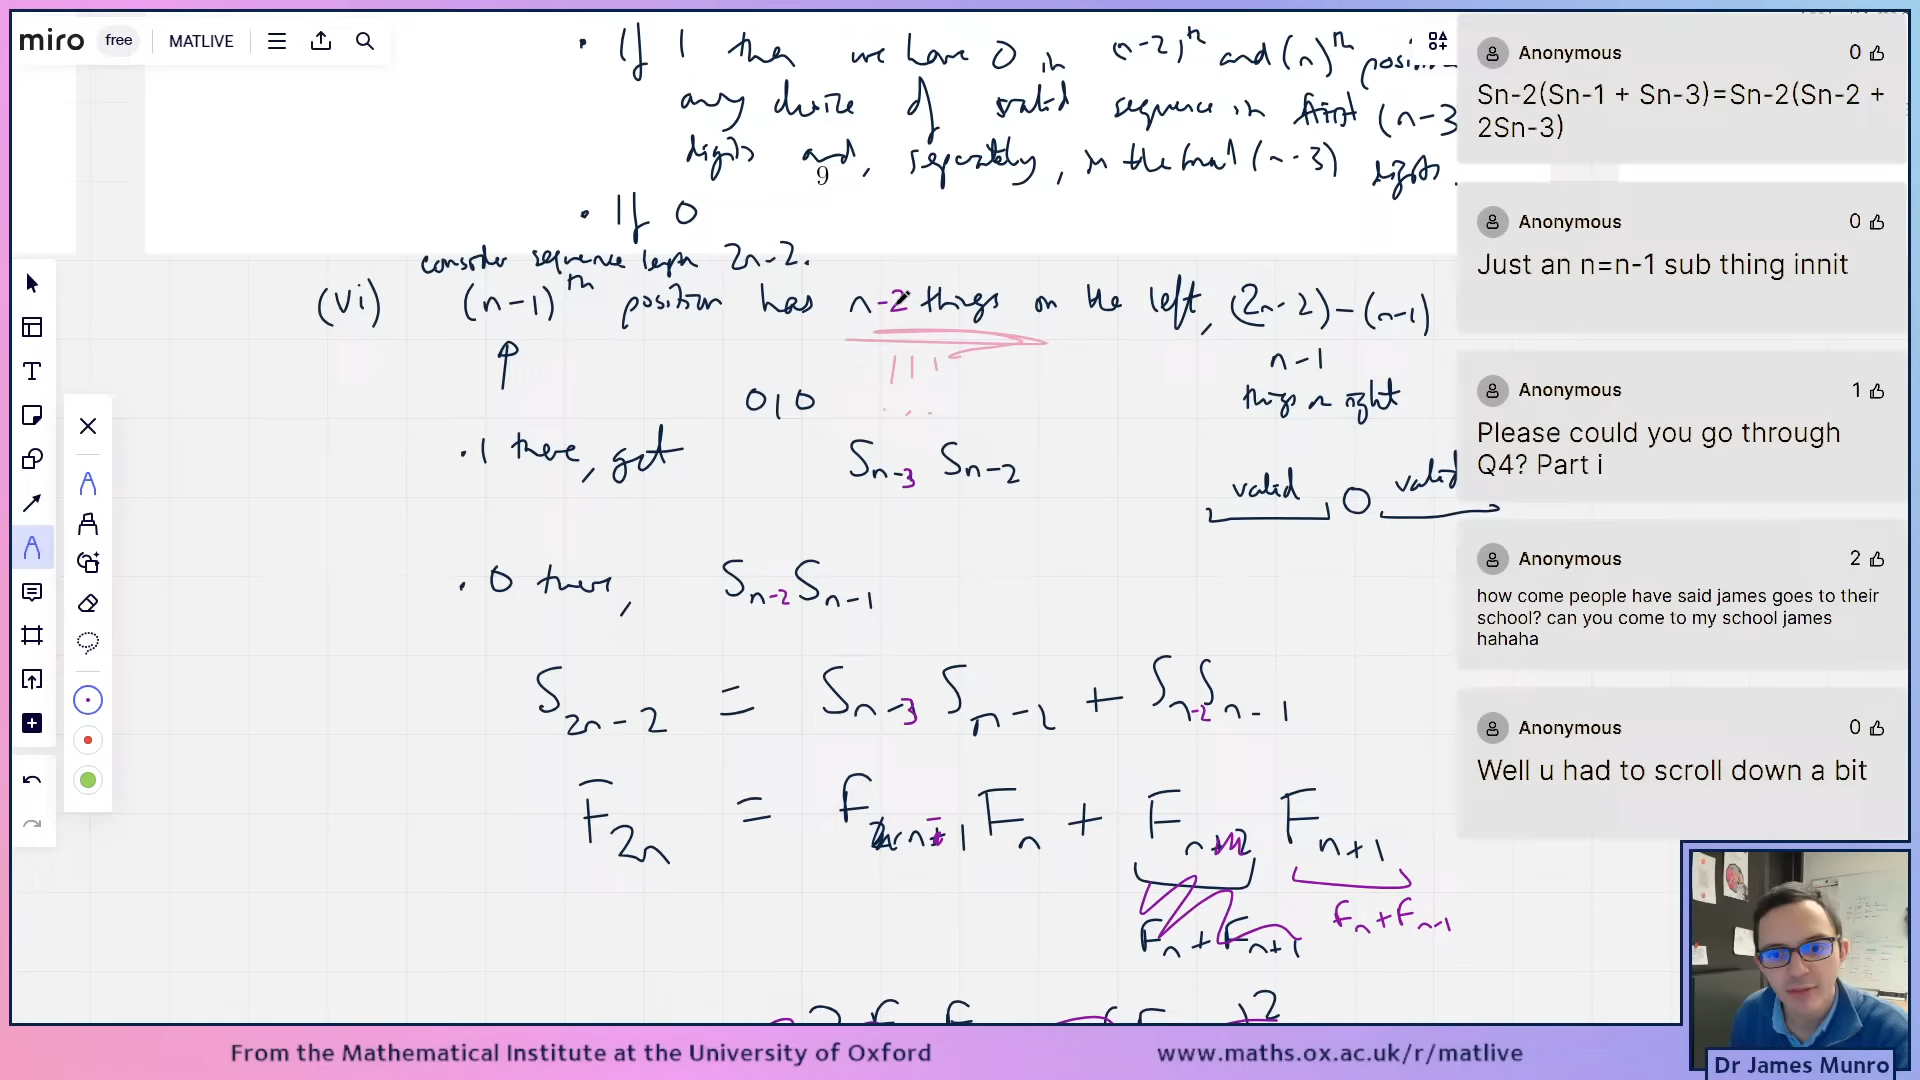 miro free MATLIVE
• If 1 then we have 0 in (n-2)th and (n)th
any choice of valid sequence in first (n-3
digits and, separately, in the final (n-3) digits.
9
• If 0
consider sequence length 2n-2.
(vi) (n-1)th position has n-2 things on the left, (2n-2)-(n-1)
n-1
things on right
010
• 1 there, get Sn-3 Sn-2
valid 0 valid
• 0 there, Sn-2 Sn-1
S2n-2 = Sn-3 Sn-2 + Sn-2 Sn-1
F2n = Fn-1 Fn + Fn Fn+1
Fn + Fn+1
Fn+Fn-1
2
Anonymous 0
Sn-2(Sn-1 + Sn-3)=Sn-2(Sn-2 +
2Sn-3)
Anonymous 0
Just an n=n-1 sub thing innit
Anonymous 1
Please could you go through
Q4? Part i
Anonymous 2
how come people have said james goes to their
school? can you come to my school james
hahaha
Anonymous 0
Well u had to scroll down a bit
From the Mathematical Institute at the University of Oxford
www.maths.ox.ac.uk/r/matlive
Dr James Munro